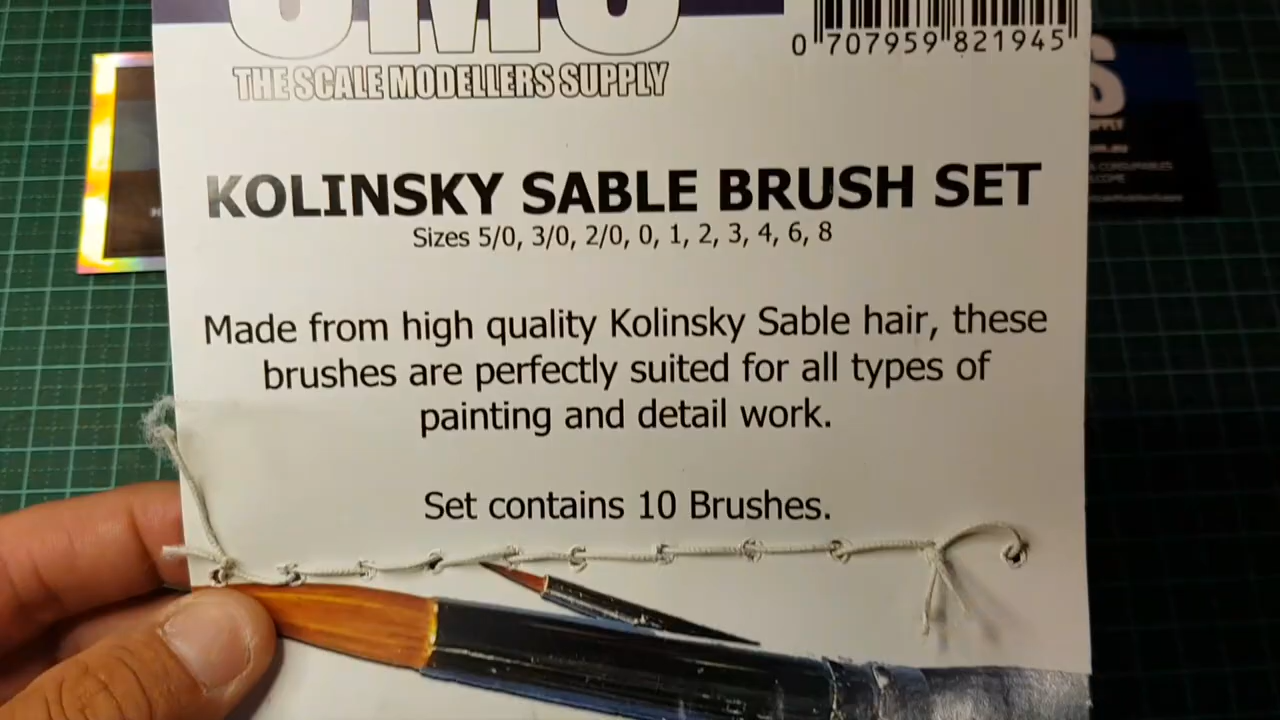 SMS
THE SCALE MODELLERS SUPPLY
0 707959 821945
KOLINSKY SABLE BRUSH SET
Sizes 5/0, 3/0, 2/0, 0, 1, 2, 3, 4, 6, 8
Made from high quality Kolinsky Sable hair, these
brushes are perfectly suited for all types of
painting and detail work.
Set contains 10 Brushes.